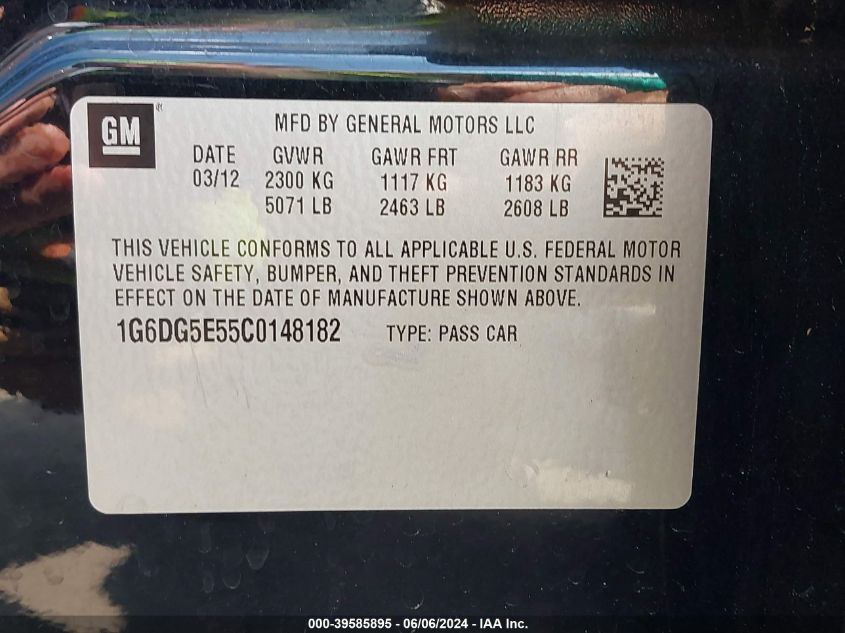 GM ®
MFD BY GENERAL MOTORS LLC
DATE GVWR GAWR FRT GAWR RR
03/12 2300 KG 1117 KG 1183 KG
5071 LB 2463 LB 2608 LB
THIS VEHICLE CONFORMS TO ALL APPLICABLE U.S. FEDERAL MOTOR
VEHICLE SAFETY, BUMPER, AND THEFT PREVENTION STANDARDS IN
EFFECT ON THE DATE OF MANUFACTURE SHOWN ABOVE.
1G6DG5E55C0148182 TYPE: PASS CAR
000-39585895 - 06/06/2024 - IAA Inc.